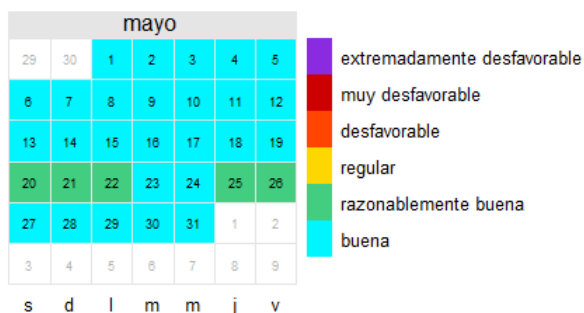 mayo
29 30 1 2 3 4 5
6 7 8 9 10 11 12
13 14 15 16 17 18 19
20 21 22 23 24 25 26
27 28 29 30 31 1 2
3 4 5 6 7 8 9
s d l m m j v
extremadamente desfavorable
muy desfavorable
desfavorable
regular
razonablemente buena
buena